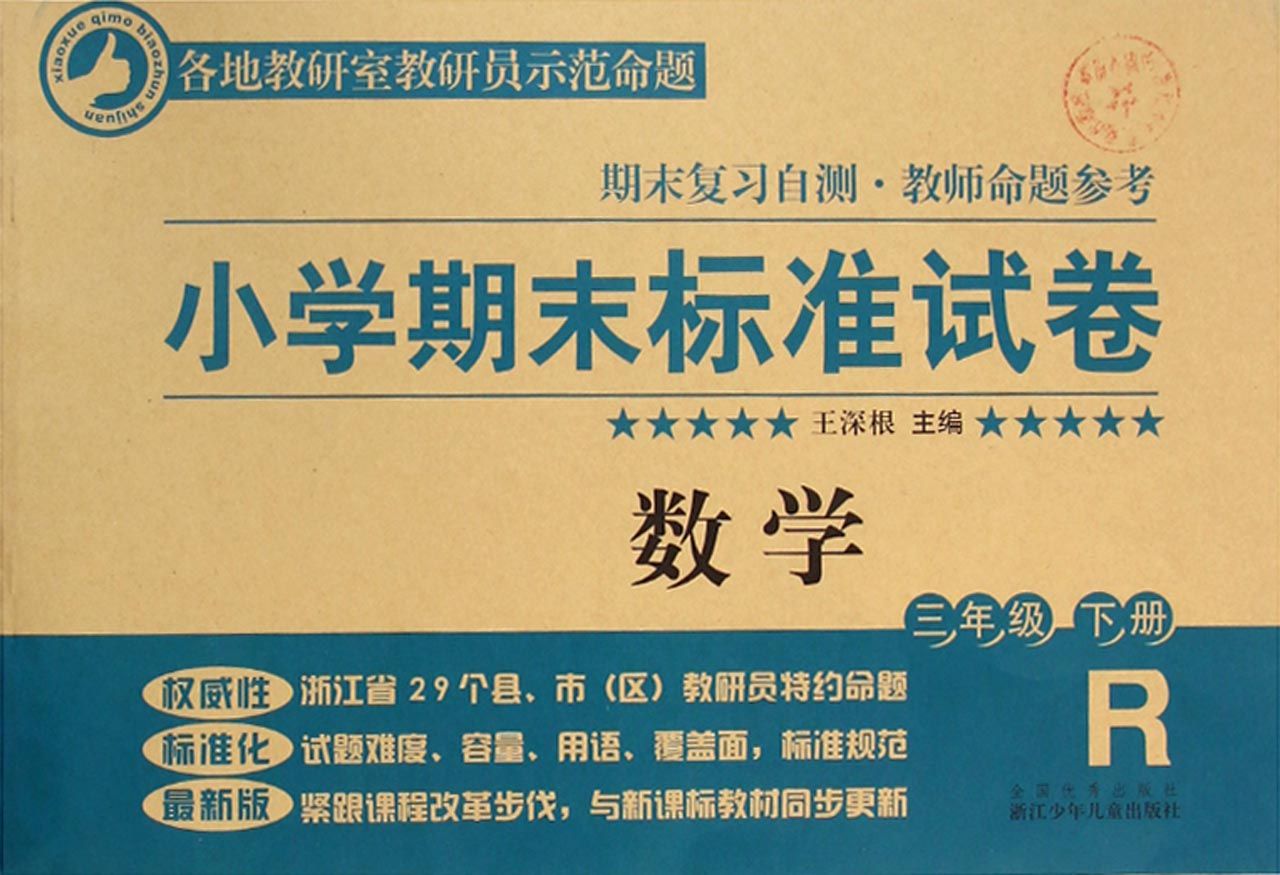 xiaoxue qimo biaozhun shijuan
各地教研室教研员示范命题
期末复习自测·教师命题参考
小学期末标准试卷
★★★★★ 王深根 主编 ★★★★★
数学
三年级 下册
R
权威性 浙江省29个县、市（区）教研员特约命题
标准化 试题难度、容量、用语、覆盖面，标准规范
最新版 紧跟课程改革步伐，与新课标教材同步更新
全国优秀出版社
浙江少年儿童出版社